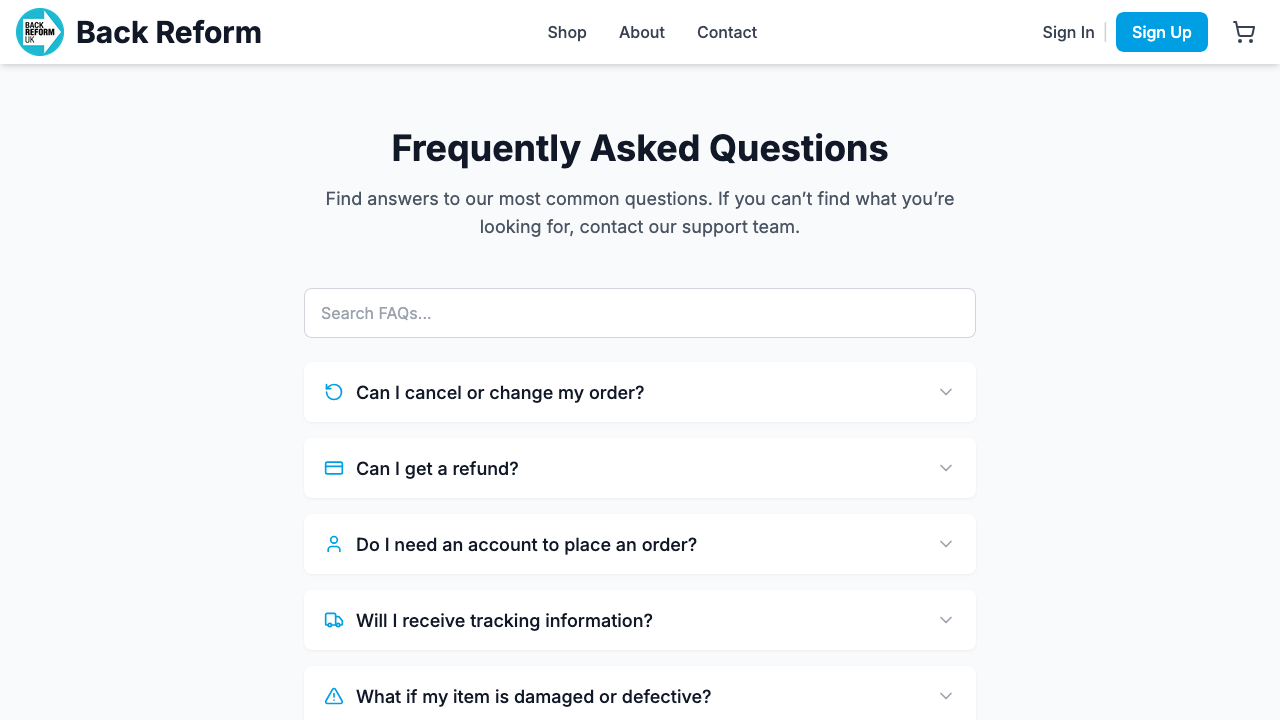 BACK
REFORM
UK
Back Reform
Shop
About
Contact
Sign In
Sign Up
Frequently Asked Questions
Find answers to our most common questions. If you can’t find what you’re
looking for, contact our support team.
Search FAQs...
Can I cancel or change my order?
Can I get a refund?
Do I need an account to place an order?
Will I receive tracking information?
What if my item is damaged or defective?